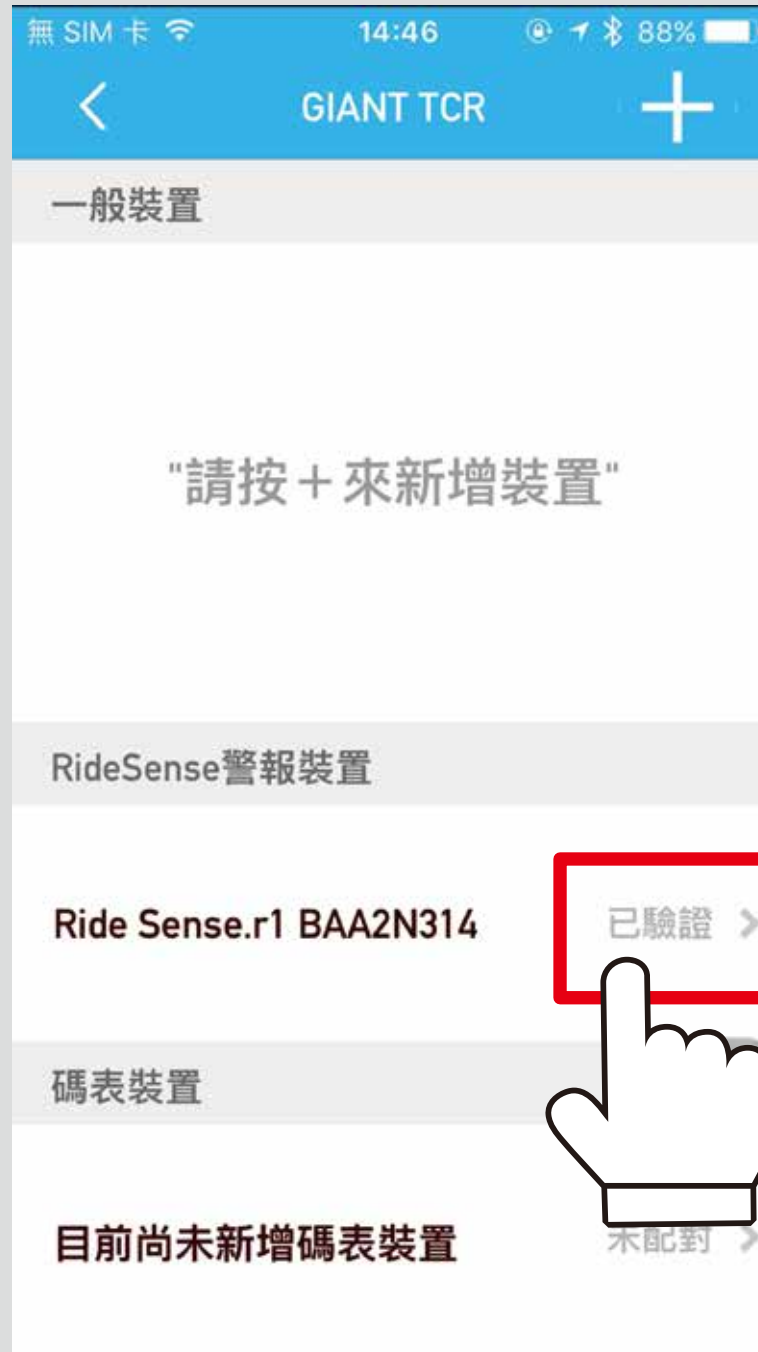 無 SIM 卡 14:46 88%
GIANT TCR
一般裝置
"請按＋來新增裝置"
RideSense警報裝置
Ride Sense.r1 BAA2N314 已驗證
碼表裝置
目前尚未新增碼表裝置 未配對